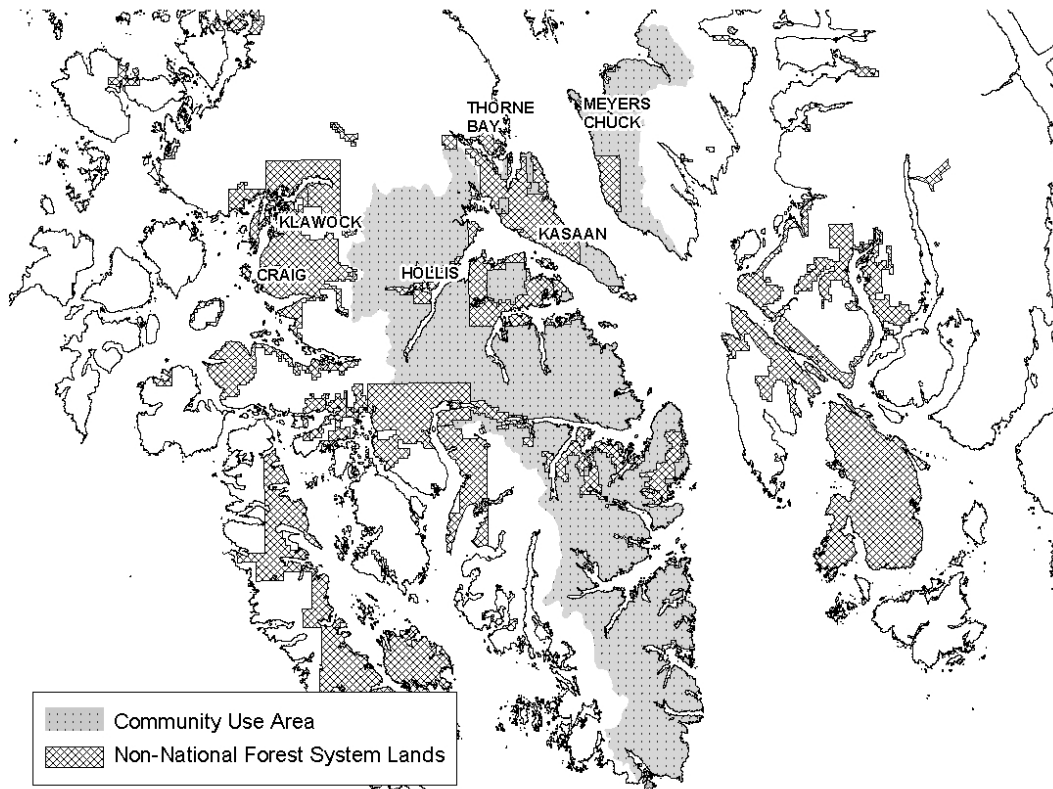 THORNE
BAY
MEYERS
CHUCK
KLAWOCK
KASAAN
CRAIG
HOLLIS
Community Use Area
Non-National Forest System Lands